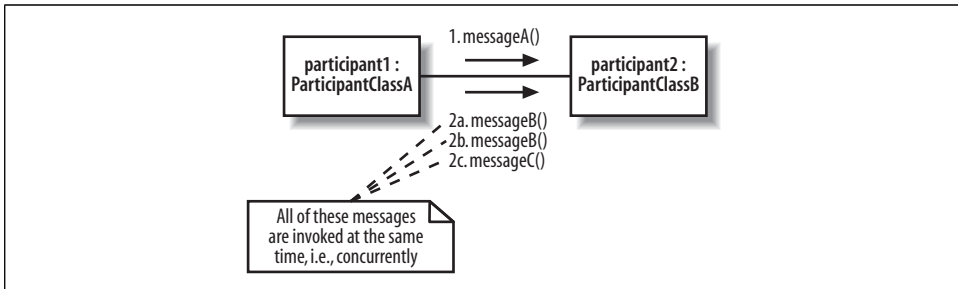 1. messageA()
participant1 :
ParticipantClassA
participant2 :
ParticipantClassB
2a. messageB()
2b. messageB()
2c. messageC()
All of these messages
are invoked at the same
time, i.e., concurrently